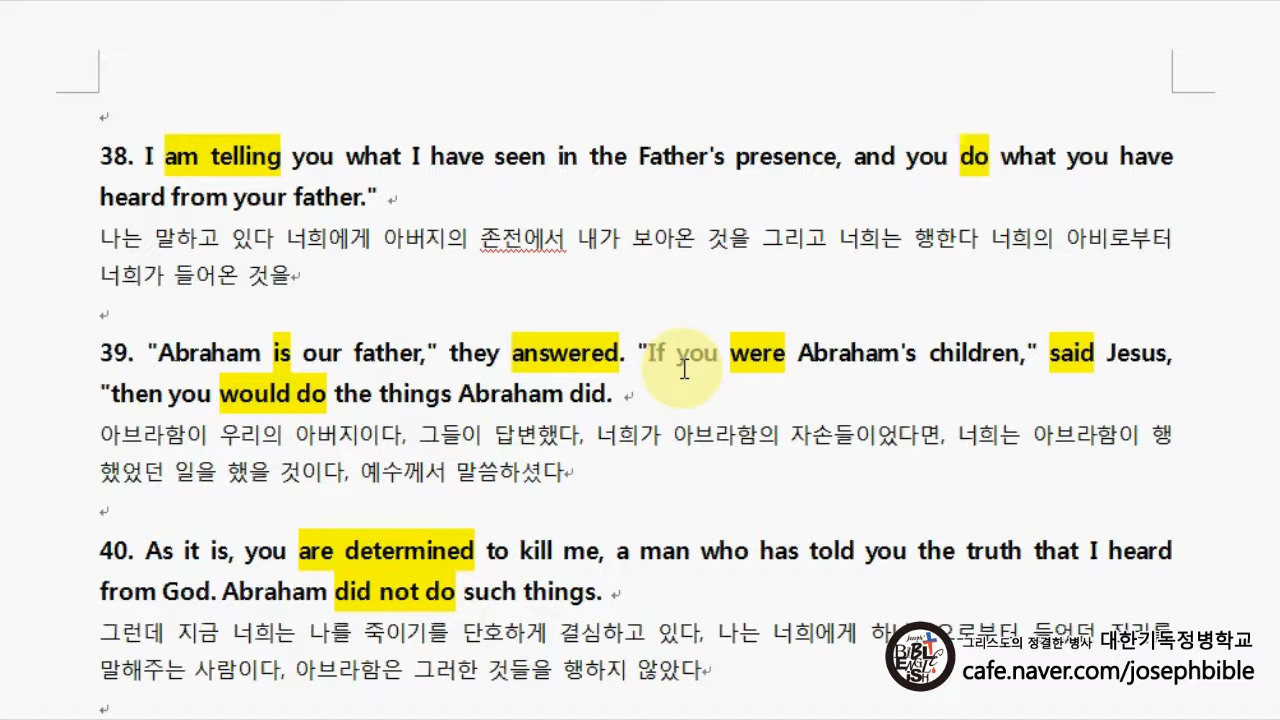 38. I am telling you what I have seen in the Father's presence, and you do what you have
heard from your father."
나는 말하고 있다 너희에게 아버지의 존전에서 내가 보아온 것을 그리고 너희는 행한다 너희의 아비로부터
너희가 들어온 것을
39. "Abraham is our father," they answered. "If you were Abraham's children," said Jesus,
"then you would do the things Abraham did.
아브라함이 우리의 아버지이다, 그들이 답변했다, 너희가 아브라함의 자손들이었다면, 너희는 아브라함이 행
했었던 일을 했을 것이다, 예수께서 말씀하셨다
40. As it is, you are determined to kill me, a man who has told you the truth that I heard
from God. Abraham did not do such things.
그런데 지금 너희는 나를 죽이기를 단호하게 결심하고 있다, 나는 너희에게
말해주는 사람이다, 아브라함은 그러한 것들을 행하지 않았다
Joseph's
BIBLE
ENGLISH
그리스도의 정결한 병사 대한기독정병학교
cafe.naver.com/josephbible